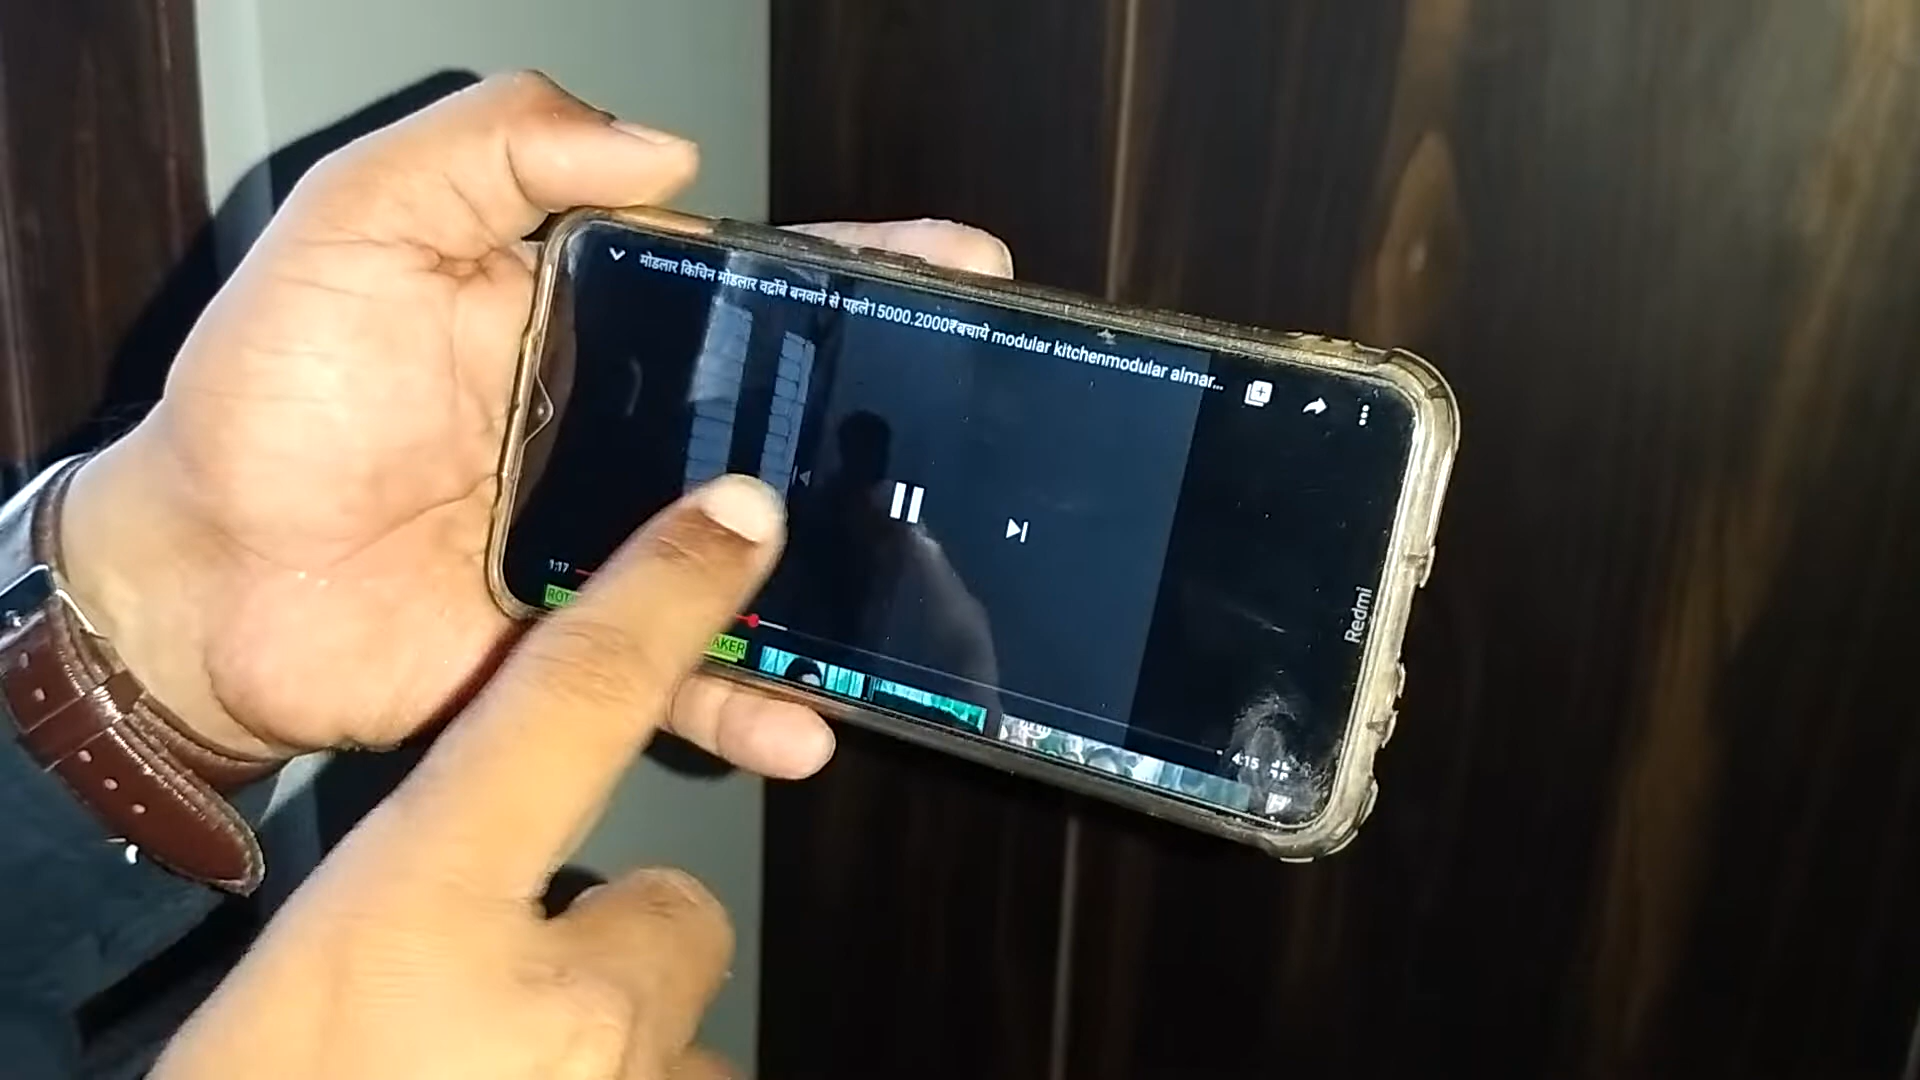 मोडलार किचिन मोडलार वर्द्रोबे बनवाने से पहले15000.2000₹बचाये modular kitchenmodular almar...
1:17
4:15
Redmi